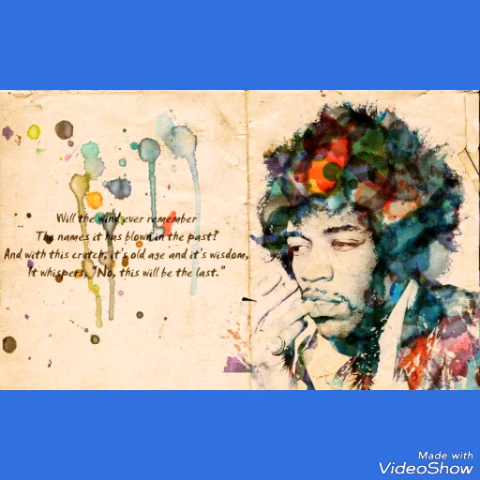 Will the wind ever remember
The names it has blown in the past?
And with this crutch, it's old age and it's wisdom,
It whispers, "No, this will be the last."
Made with
VideoShow